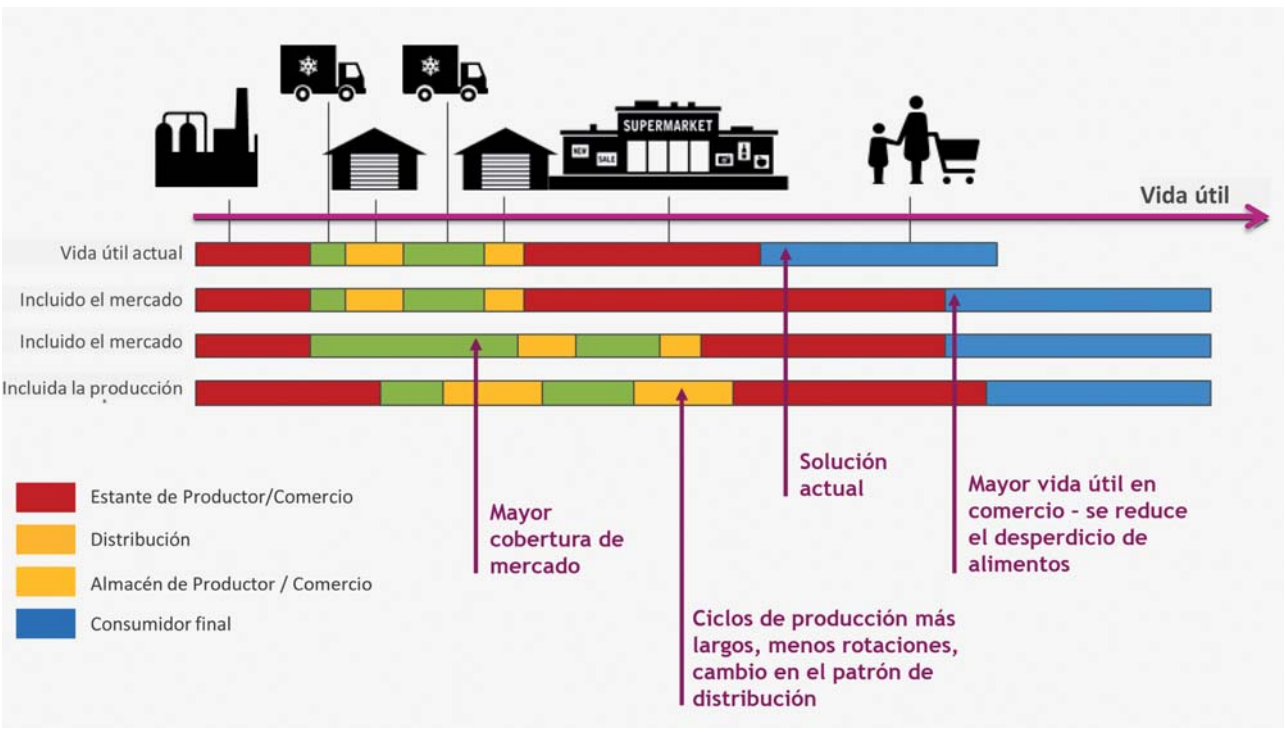 SUPERMARKET
NEW
SALE
Vida útil
Vida útil actual
Incluido el mercado
Incluido el mercado
Incluida la producción
Estante de Productor/Comercio
Distribución
Almacén de Productor / Comercio
Consumidor final
Mayor
cobertura de
mercado
Ciclos de producción más
largos, menos rotaciones,
cambio en el patrón de
distribución
Solución
actual
Mayor vida útil en
comercio - se reduce
el desperdicio de
alimentos